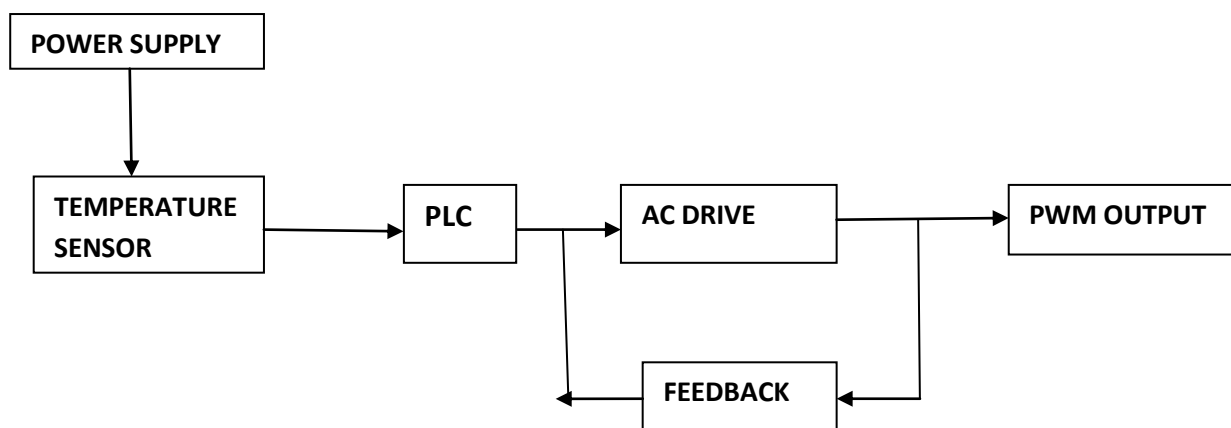 POWER SUPPLY
TEMPERATURE
SENSOR
PLC
AC DRIVE
PWM OUTPUT
FEEDBACK